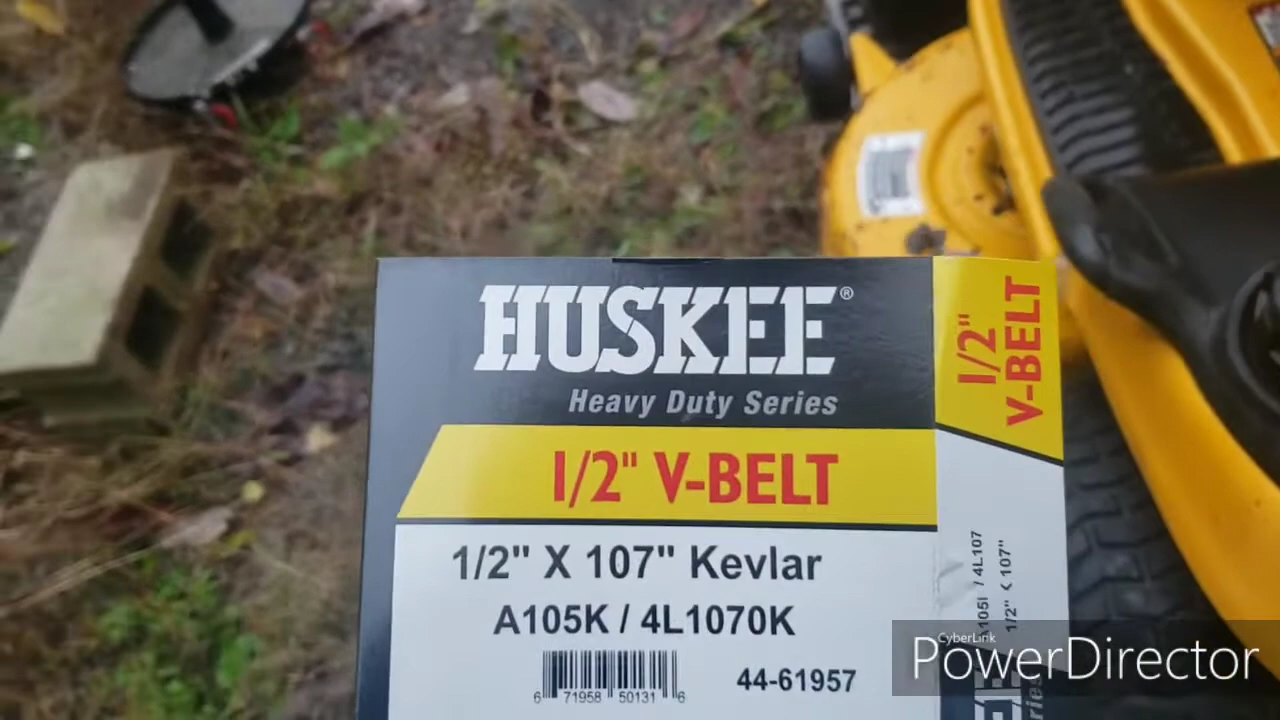 HUSKEE®
Heavy Duty Series
1/2" V-BELT
1/2" X 107" Kevlar
A105K / 4L1070K
6 71958 50131 6
44-61957
1/2"
V-BELT
/ 4L107
1/2" 107"
CyberLink
PowerDirector